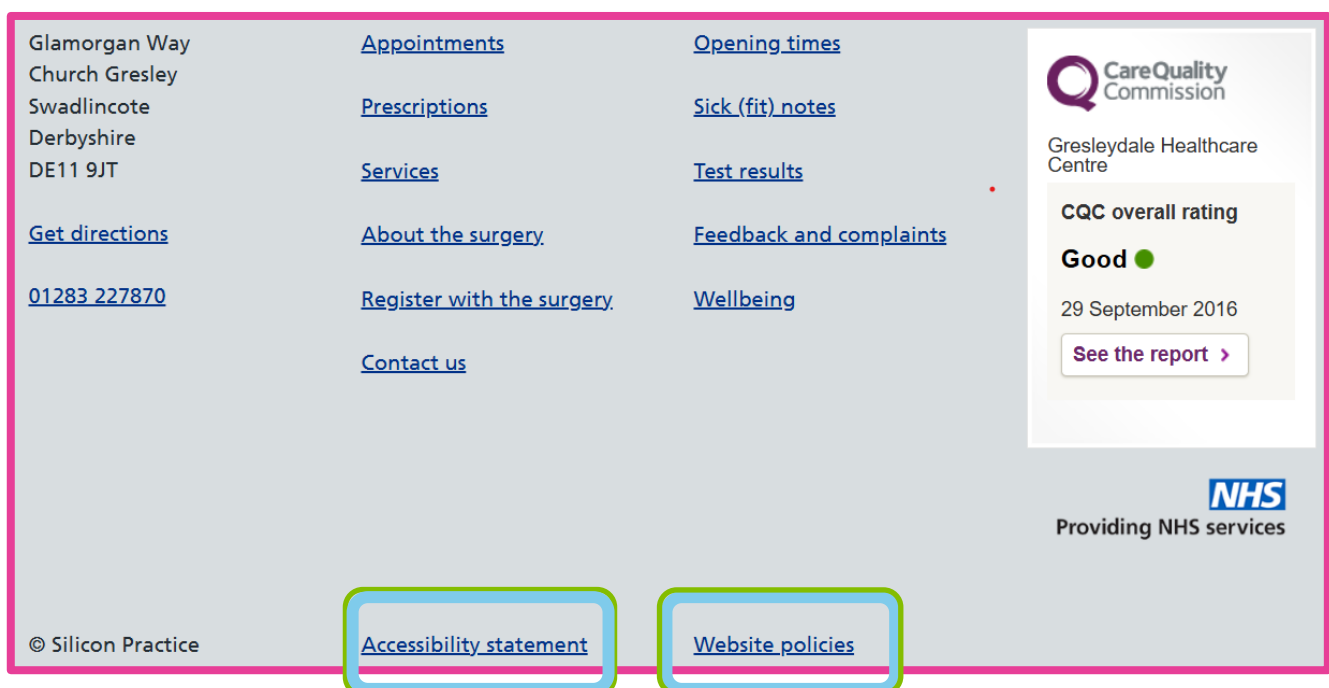 Glamorgan Way
Church Gresley
Swadlincote
Derbyshire
DE11 9JT
Get directions
01283 227870
Appointments
Prescriptions
Services
About the surgery
Register with the surgery
Contact us
Opening times
Sick (fit) notes
Test results
Feedback and complaints
Wellbeing
CareQuality
Commission
Gresleydale Healthcare
Centre
CQC overall rating
Good
29 September 2016
See the report
NHS
Providing NHS services
© Silicon Practice
Accessibility statement
Website policies